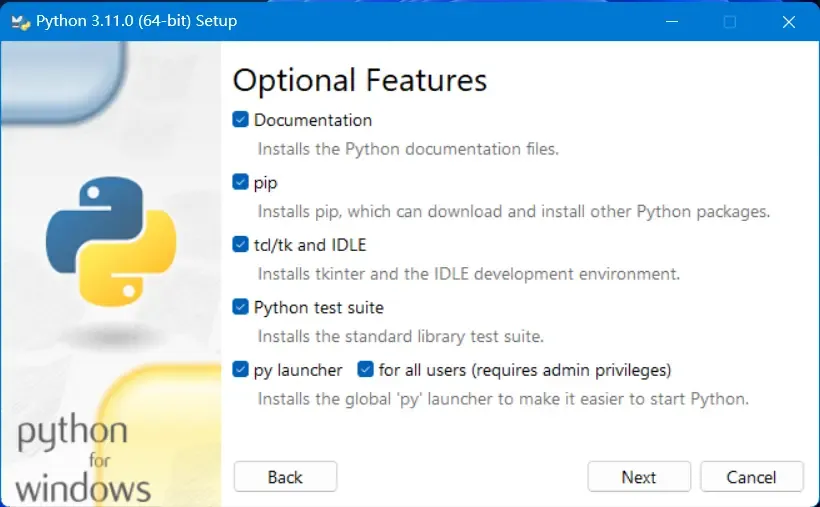 Python 3.11.0 (64-bit) Setup
Optional Features
Documentation
Installs the Python documentation files.
pip
Installs pip, which can download and install other Python packages.
tcl/tk and IDLE
Installs tkinter and the IDLE development environment.
Python test suite
Installs the standard library test suite.
py launcher for all users (requires admin privileges)
Installs the global 'py' launcher to make it easier to start Python.
python
for
windows
Back Next Cancel